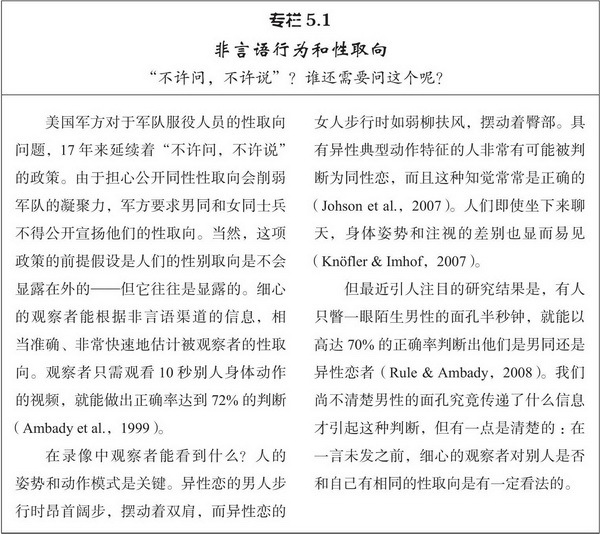 专栏 5.1
非言语行为和性取向
“不许问，不许说”？谁还需要问这个呢？
美国军方对于军队服役人员的性取向
问题，17 年来延续着“不许问，不许说”
的政策。由于担心公开同性性取向会削弱
军队的凝聚力，军方要求男同和女同士兵
不得公开宣扬他们的性取向。当然，这项
政策的前提假设是人们的性别取向是不会
显露在外的——但它往往是显露的。细心
的观察者能根据非言语渠道的信息，相
当准确、非常快速地估计被观察者的性取
向。观察者只需观看 10 秒别人身体动作
的视频，就能做出正确率达到 72% 的判断
（Ambady et al.，1999）。
在录像中观察者能看到什么？人的
姿势和动作模式是关键。异性恋的男人步
行时昂首阔步，摆动着双肩，而异性恋的
女人步行时如弱柳扶风，摆动着臀部。具
有异性典型动作特征的人非常有可能被判
断为同性恋，而且这种知觉常常是正确的
（Johson et al.，2007）。人们即使坐下来聊
天，身体姿势和注视的差别也显而易见
（Knöfler & Imhof，2007）。
但最近引人注目的研究结果是，有人
只瞥一眼陌生男性的面孔半秒钟，就能以
高达 70% 的正确率判断出他们是男同还是
异性恋者（Rule & Ambady，2008）。我们
尚不清楚男性的面孔究竟传递了什么信息
才引起这种判断，但有一点是清楚的：在
一言未发之前，细心的观察者对别人是否
和自己有相同的性取向是有一定看法的。